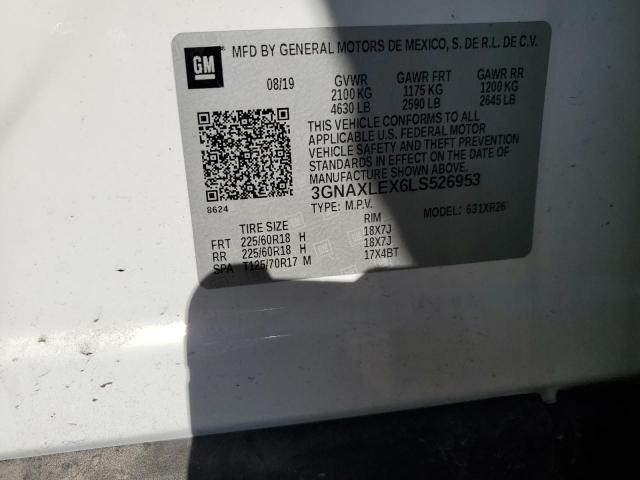 GM
MFD BY GENERAL MOTORS DE MEXICO, S. DE R.L. DE C.V.
08/19 GVWR GAWR FRT GAWR RR
2100 KG 1175 KG 1200 KG
4630 LB 2590 LB 2645 LB
THIS VEHICLE CONFORMS TO ALL
APPLICABLE U.S. FEDERAL MOTOR
VEHICLE SAFETY AND THEFT PREVENTION
STANDARDS IN EFFECT ON THE DATE OF
MANUFACTURE SHOWN ABOVE.
3GNAXLEX6LS526953
8624
TYPE: M.P.V. MODEL: 631XR26
TIRE SIZE RIM
FRT 225/60R18 H 18X7J
RR 225/60R18 H 18X7J
SPA T125/70R17 M 17X4BT